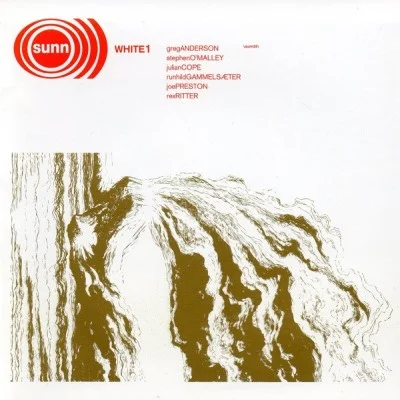 sunn
WHITE1
gregANDERSON
stephenO'MALLEY
julianCOPE
runhildGAMMELSÆTER
joePRESTON
rexRITTER